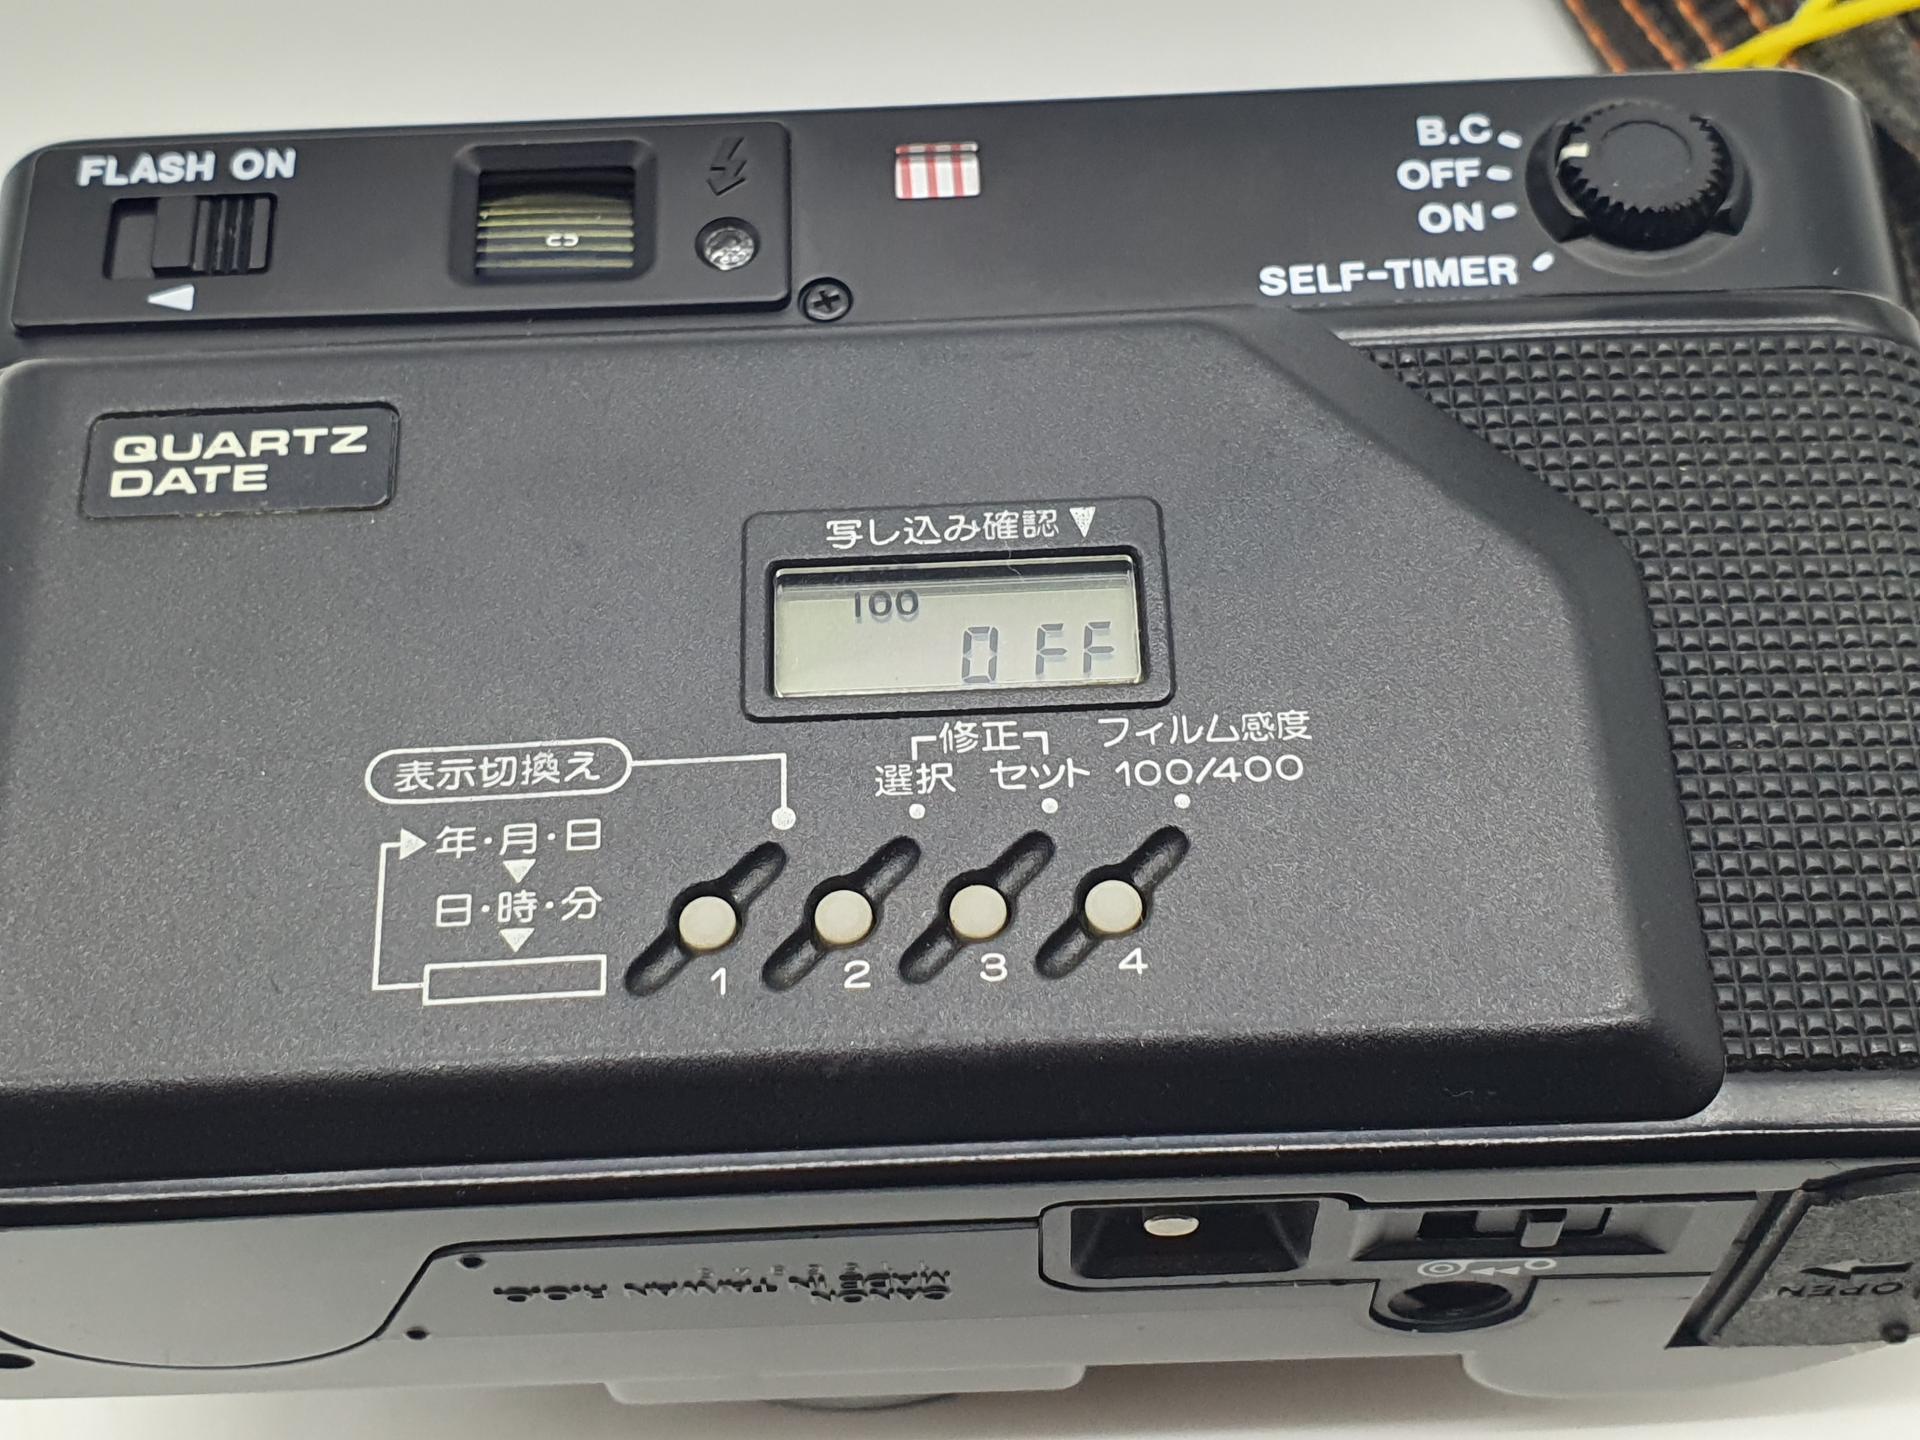 FLASH ON
B.C
OFF
ON
SELF-TIMER
QUARTZ
DATE
写し込み確認▼
100
OFF
修正
フィルム感度
選択 セット 100/400
表示切換え
年・月・日
日・時・分
1 2 3 4
OPEN